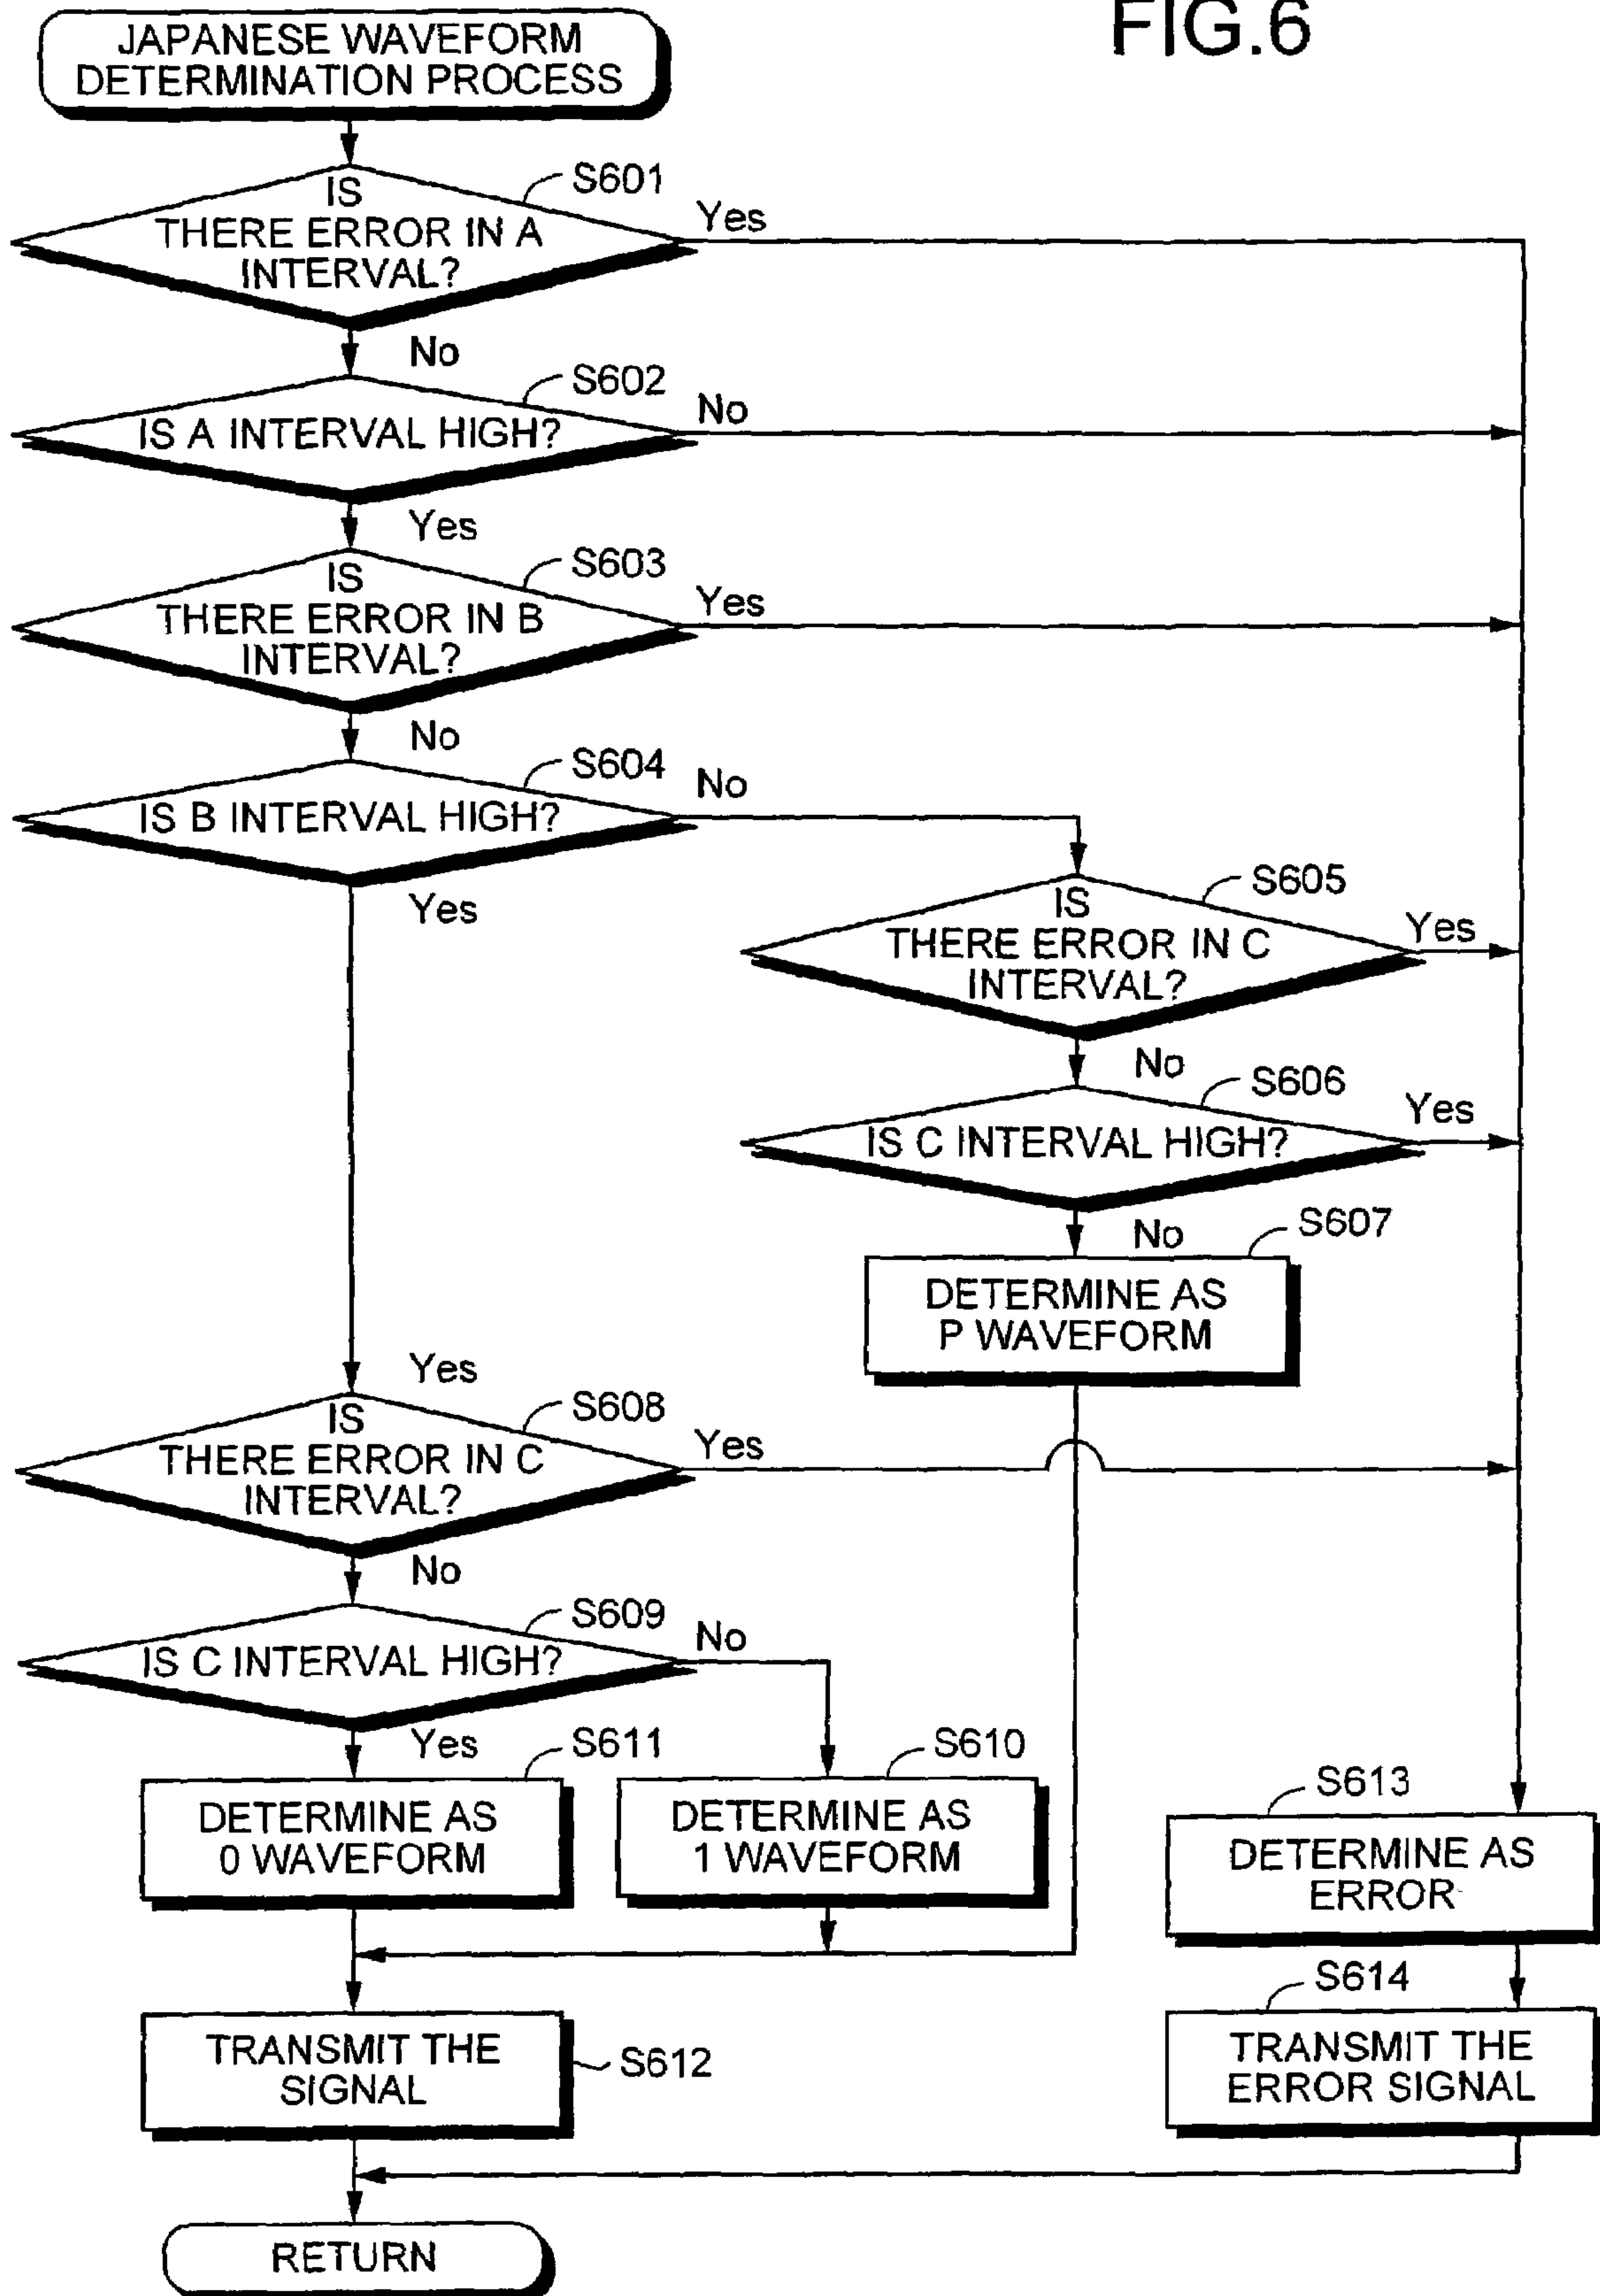 FIG.6
JAPANESE WAVEFORM
DETERMINATION PROCESS
S601
IS
THERE ERROR IN A
INTERVAL?
Yes
No
S602
IS A INTERVAL HIGH?
No
Yes
S603
IS
THERE ERROR IN B
INTERVAL?
Yes
No
S604
IS B INTERVAL HIGH?
No
Yes
S605
IS
THERE ERROR IN C
INTERVAL?
Yes
No
S606
IS C INTERVAL HIGH?
Yes
No
S607
DETERMINE AS
P WAVEFORM
Yes
S608
IS
THERE ERROR IN C
INTERVAL?
Yes
No
S609
IS C INTERVAL HIGH?
No
Yes
S611
DETERMINE AS
0 WAVEFORM
S610
DETERMINE AS
1 WAVEFORM
S613
DETERMINE AS
ERROR
S612
TRANSMIT THE
SIGNAL
S614
TRANSMIT THE
ERROR SIGNAL
RETURN